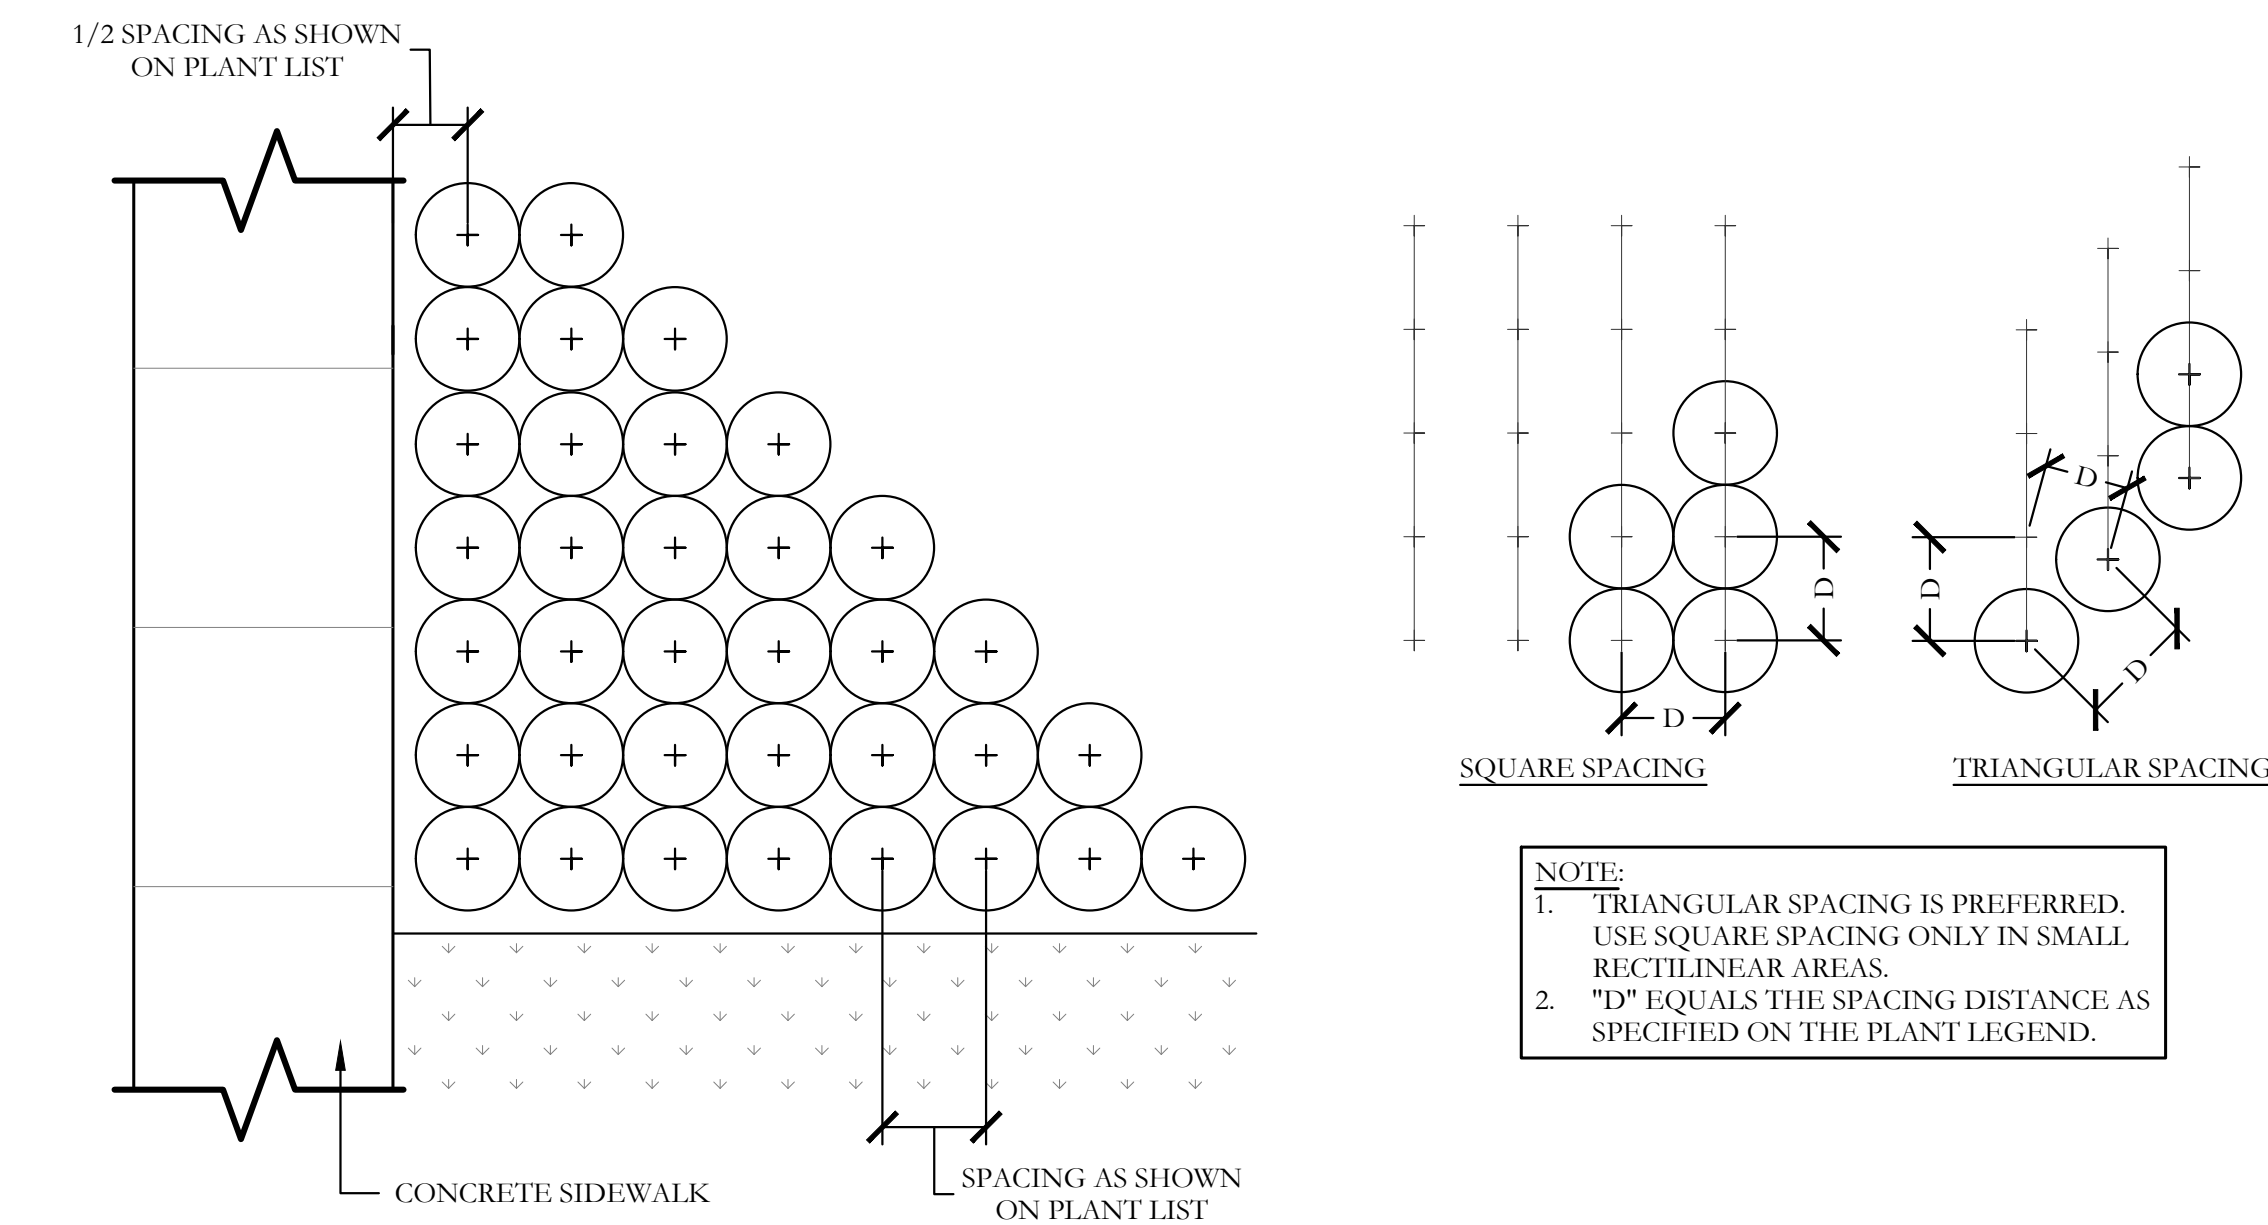 1/2 SPACING AS SHOWN
ON PLANT LIST
D
D
D
D
D
SQUARE SPACING
TRIANGULAR SPACING
NOTE:
1. TRIANGULAR SPACING IS PREFERRED.
USE SQUARE SPACING ONLY IN SMALL
RECTILINEAR AREAS.
2. "D" EQUALS THE SPACING DISTANCE AS
SPECIFIED ON THE PLANT LEGEND.
CONCRETE SIDEWALK
SPACING AS SHOWN
ON PLANT LIST